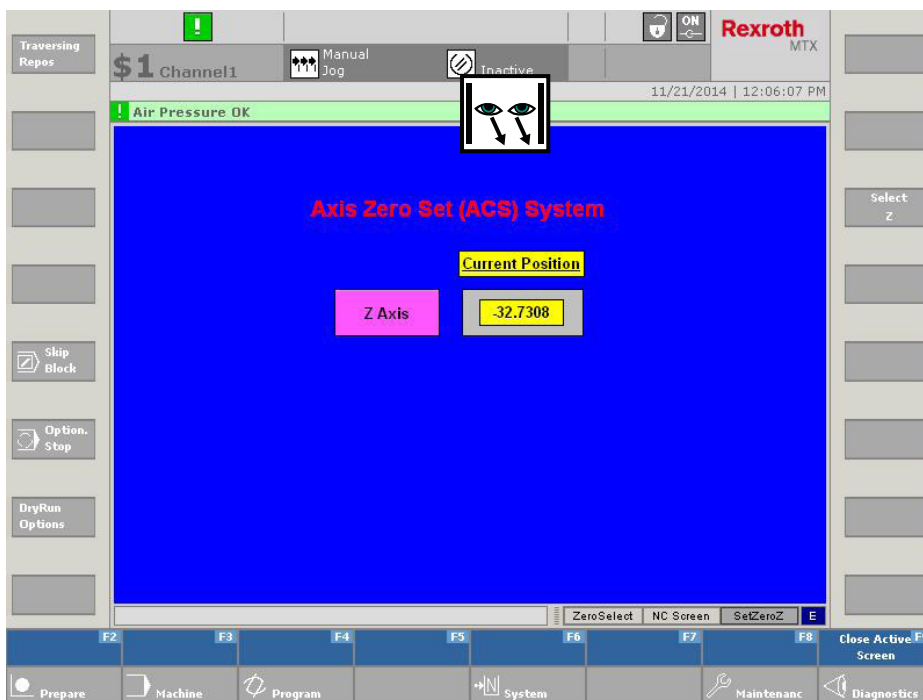 !
ON
Rexroth
MTX
Traversing
Repos
$1 Channel1
Manual
Jog
Inactive
11/21/2014 | 12:06:07 PM
! Air Pressure OK
Axis Zero Set (ACS) System
Select
Z
Current Position
Z Axis
-32.7308
Skip
Block
Option.
Stop
DryRun
Options
ZeroSelect NC Screen SetZeroZ E
F2 F3 F4 F5 F6 F7 F8 Close Active F
Screen
Prepare Machine Program N System Maintenanc Diagnostics